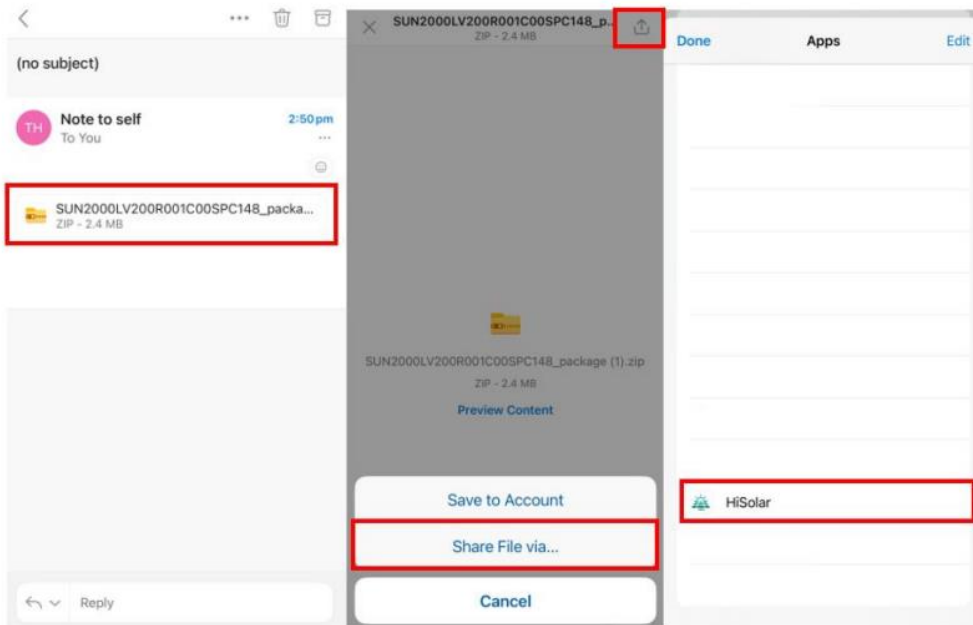 (no subject)
TH
Note to self
2:50 pm
To You
SUN2000LV200R001C00SPC148_packa...
ZIP - 2.4 MB
Reply
SUN2000LV200R001C00SPC148_p...
ZIP - 2.4 MB
SUN2000LV200R001C00SPC148_package (1).zip
ZIP - 2.4 MB
Preview Content
Save to Account
Share File via...
Cancel
Done
Apps
Edit
HiSolar